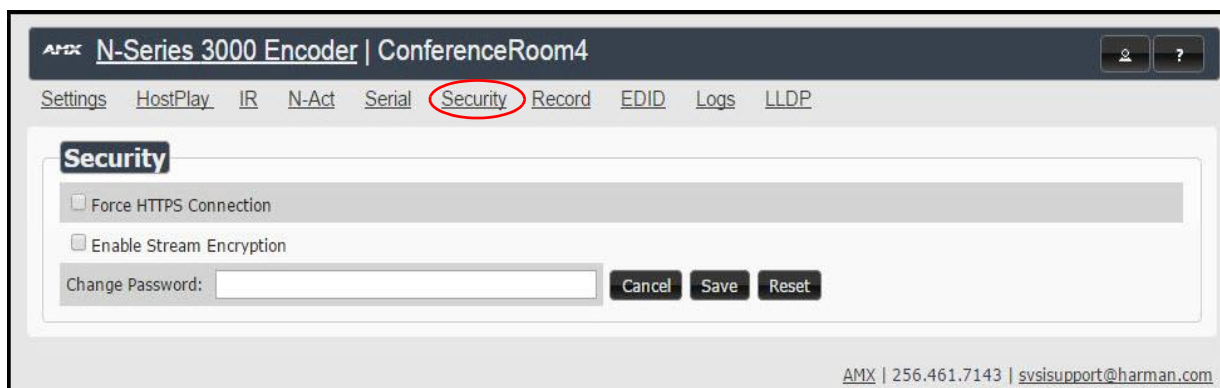 AMX N-Series 3000 Encoder | ConferenceRoom4 ?
Settings HostPlay IR N-Act Serial Security Record EDID Logs LLDP
Security
Force HTTPS Connection
Enable Stream Encryption
Change Password: Cancel Save Reset
AMX | 256.461.7143 | svsisupport@harman.com